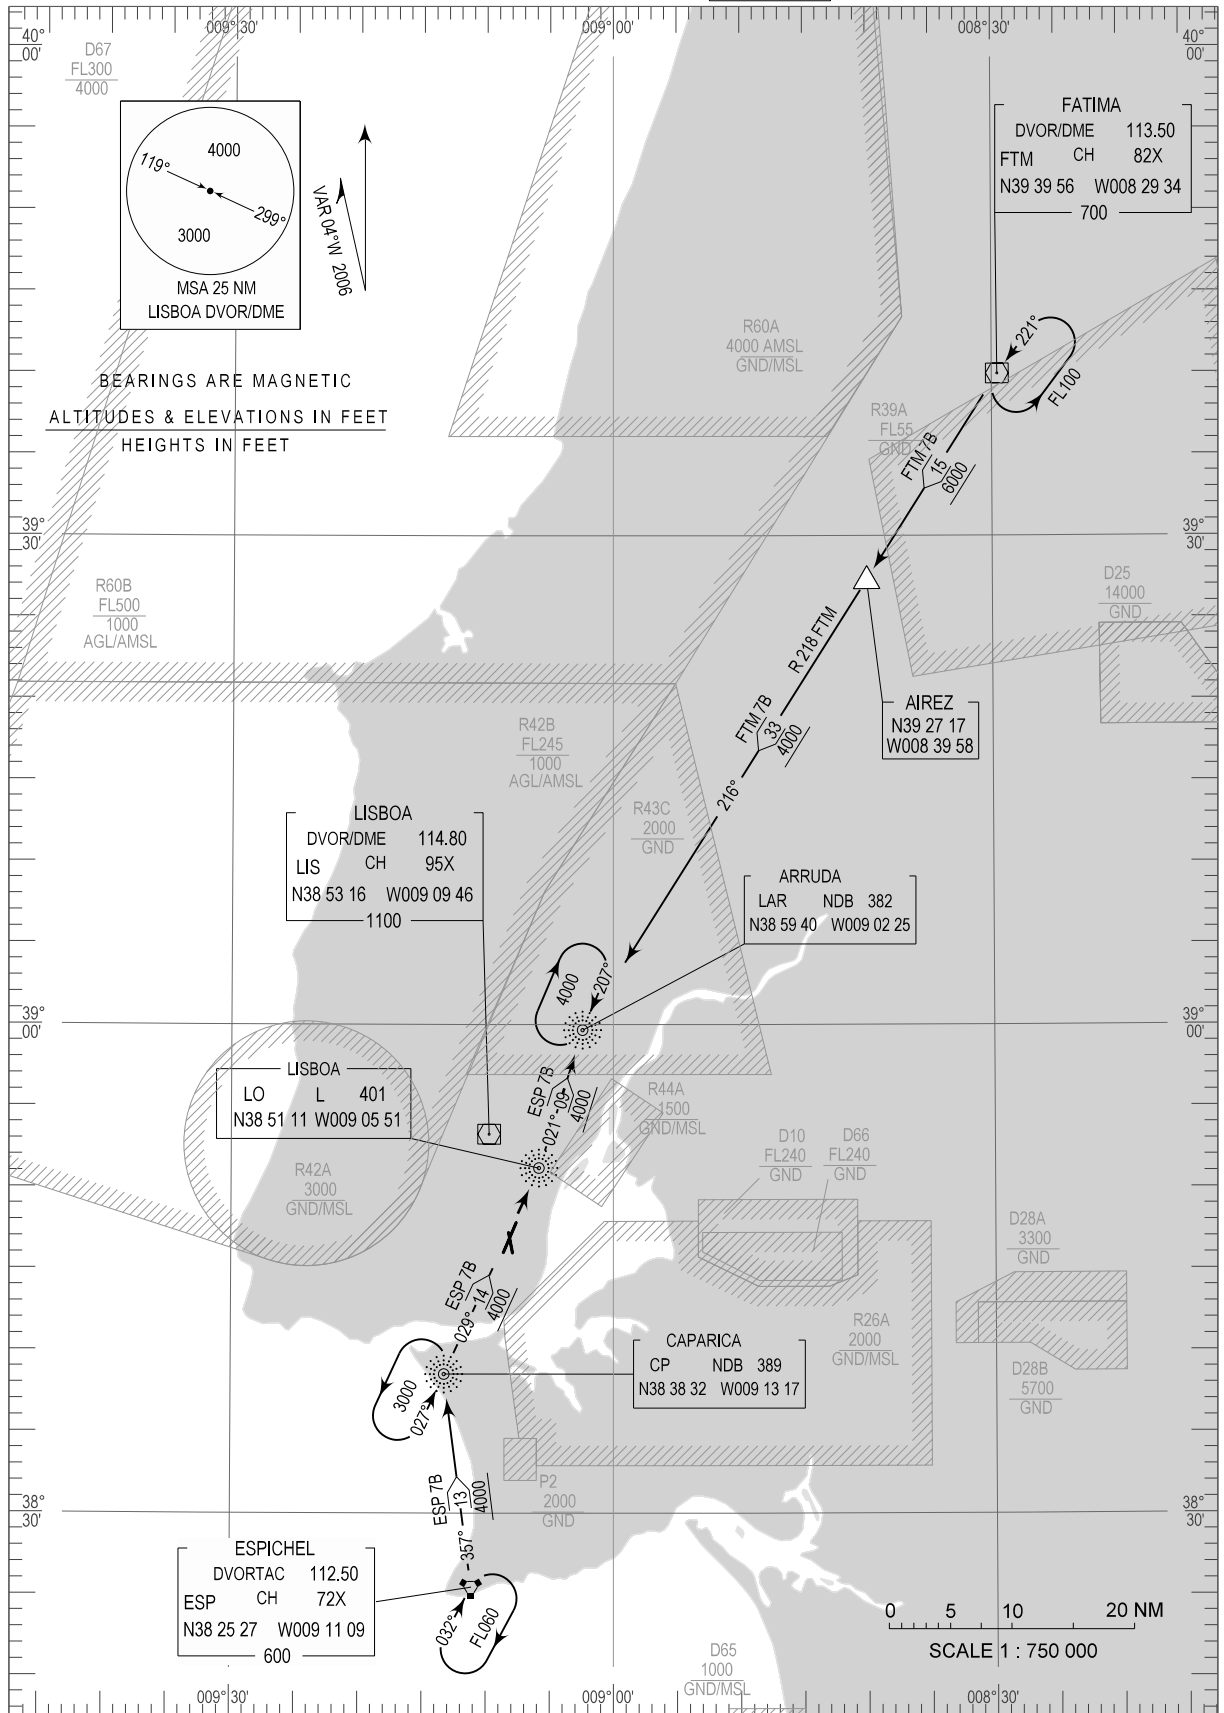 009° 30'
009° 00'
008° 30'
40°
00'
40°
00'
D67
FL300
4000
4000
119°
299°
3000
MSA 25 NM
LISBOA DVOR/DME
VAR 04°W 2006
BEARINGS ARE MAGNETIC
ALTITUDES & ELEVATIONS IN FEET
HEIGHTS IN FEET
FATIMA
DVOR/DME 113.50
FTM CH 82X
N39 39 56 W008 29 34
700
R60A
4000 AMSL
GND/MSL
221°
FL100
R39A
FL55
GND
FTM 7B
15
6000
39°
30'
39°
30'
R60B
FL500
1000
AGL/AMSL
D25
14000
GND
R 218 FTM
AIREZ
N39 27 17
W008 39 58
FTM 7B
33
4000
216°
R42B
FL245
1000
AGL/AMSL
R43C
2000
GND
LISBOA
DVOR/DME 114.80
LIS CH 95X
N38 53 16 W009 09 46
1100
ARRUDA
LAR NDB 382
N38 59 40 W009 02 25
4000
207°
39°
00'
39°
00'
LISBOA
LO L 401
N38 51 11 W009 05 51
ESP 7B
021°
09
4000
R44A
1500
GND/MSL
R42A
3000
GND/MSL
D10
FL240
GND
D66
FL240
GND
D28A
3300
GND
ESP 7B
029°
14
4000
R26A
2000
GND/MSL
CAPARICA
CP NDB 389
N38 38 32 W009 13 17
D28B
5700
GND
3000
027°
ESP 7B
13
4000
357°
P2
2000
GND
38°
30'
38°
30'
ESPICHEL
DVORTAC 112.50
ESP CH 72X
N38 25 27 W009 11 09
600
032°
FL060
D65
1000
GND/MSL
0 5 10 20 NM
SCALE 1 : 750 000
009° 30'
009° 00'
008° 30'